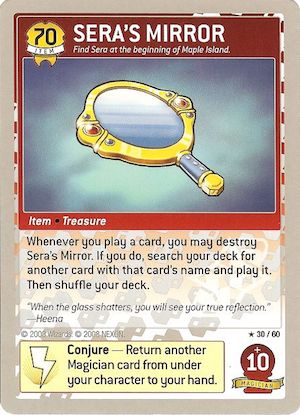 70
ITEM
SERA'S MIRROR
Find Sera at the beginning of Maple Island.
Item • Treasure
Whenever you play a card, you may destroy
Sera's Mirror. If you do, search your deck for
another card with that card's name and play it.
Then shuffle your deck.
"When the glass shatters, you will see your true reflection."
—Heena
© 2008 Wizards. © 2008 NEXON.
★ 30 / 60
Conjure — Return another
Magician card from under
your character to your hand.
+
10
MAGICIAN